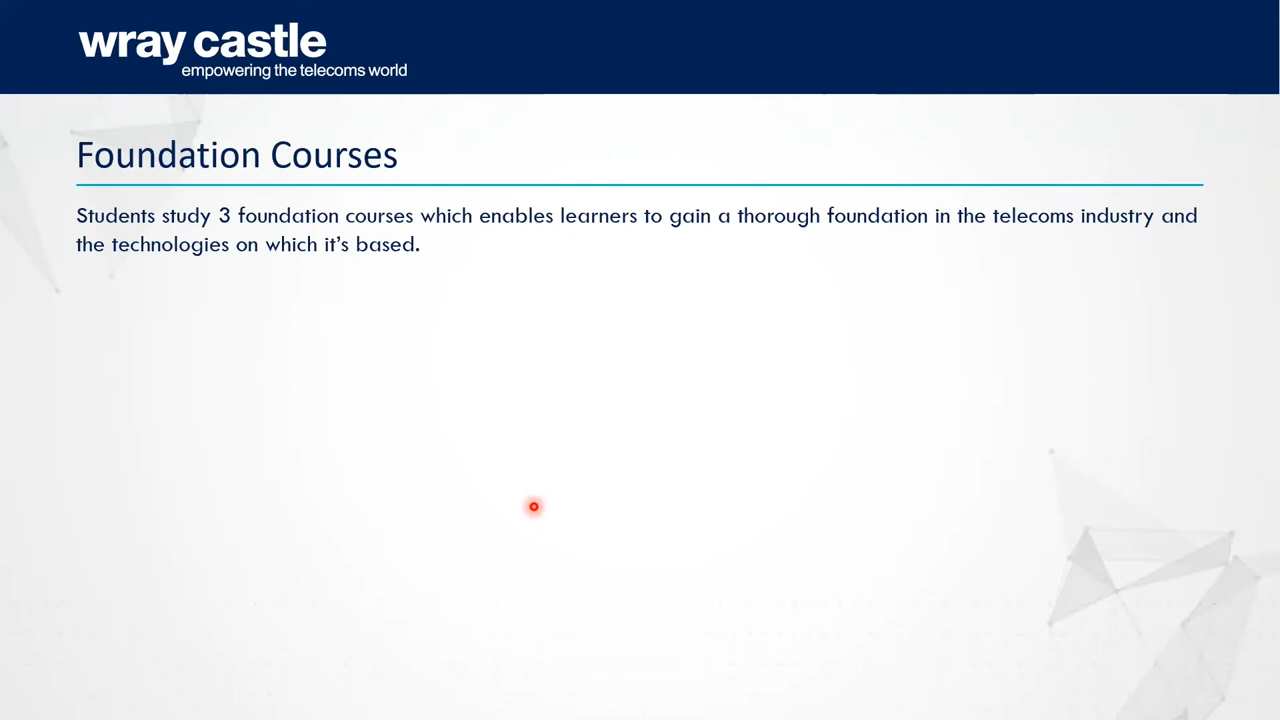 wray castle
empowering the telecoms world
Foundation Courses
Students study 3 foundation courses which enables learners to gain a thorough foundation in the telecoms industry and
the technologies on which it’s based.